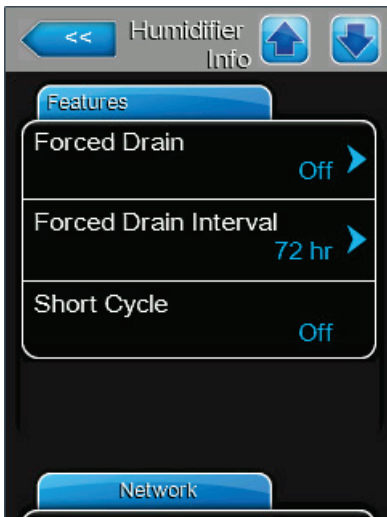 <<
Humidifier
Info
Features
Forced Drain
Off
Forced Drain Interval
72 hr
Short Cycle
Off
Network